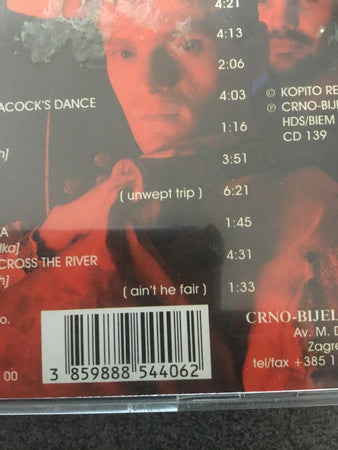 4:21
4:13
2:06
ACOCK'S DANCE 4:03
© KOPITO RE
℗ CRNO-BIJE
HDS/BIEM
CD 139
1:16
h] 3:51
( unwept trip ) 6:21
A 1:45
lka]
CROSS THE RIVER 4:31
h]
( ain't he fair ) 1:33
o.
00
3 859888 544062
CRNO-BIJEL
Av. M. D
Zagre
tel/fax +385 1